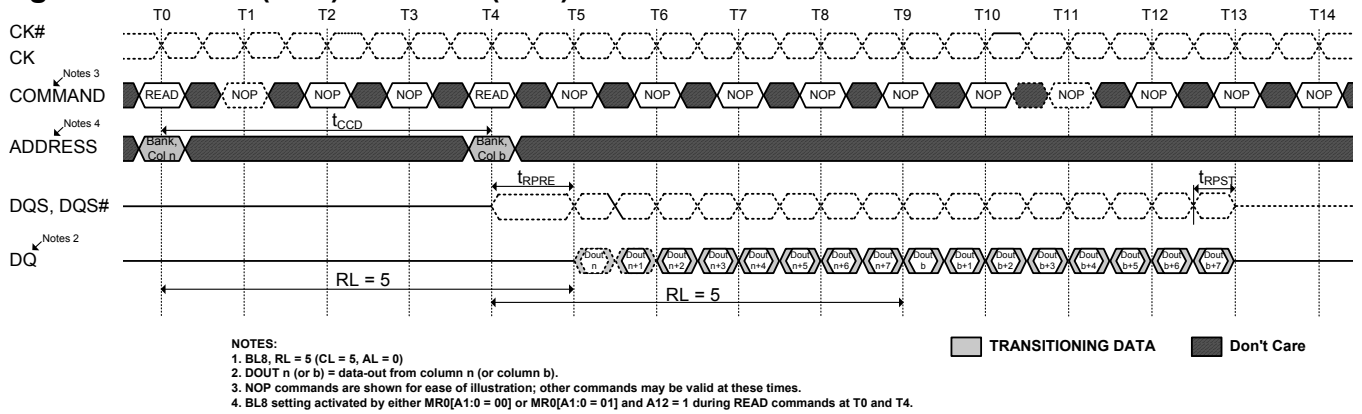 T0 T1 T2 T3 T4 T5 T6 T7 T8 T9 T10 T11 T12 T13 T14
CK#
CK
Notes 3
COMMAND READ NOP NOP NOP READ NOP NOP NOP NOP NOP NOP NOP NOP NOP NOP
tCCD
Notes 4
ADDRESS Bank, Col n Bank, Col b
tRPRE tRPST
DQS, DQS#
Notes 2
DQ Dout n Dout n+1 Dout n+2 Dout n+3 Dout n+4 Dout n+5 Dout n+6 Dout n+7 Dout b Dout b+1 Dout b+2 Dout b+3 Dout b+4 Dout b+5 Dout b+6 Dout b+7
RL = 5 RL = 5
NOTES:
1. BL8, RL = 5 (CL = 5, AL = 0)
2. DOUT n (or b) = data-out from column n (or column b).
3. NOP commands are shown for ease of illustration; other commands may be valid at these times.
4. BL8 setting activated by either MR0[A1:0 = 00] or MR0[A1:0 = 01] and A12 = 1 during READ commands at T0 and T4.
TRANSITIONING DATA Don't Care